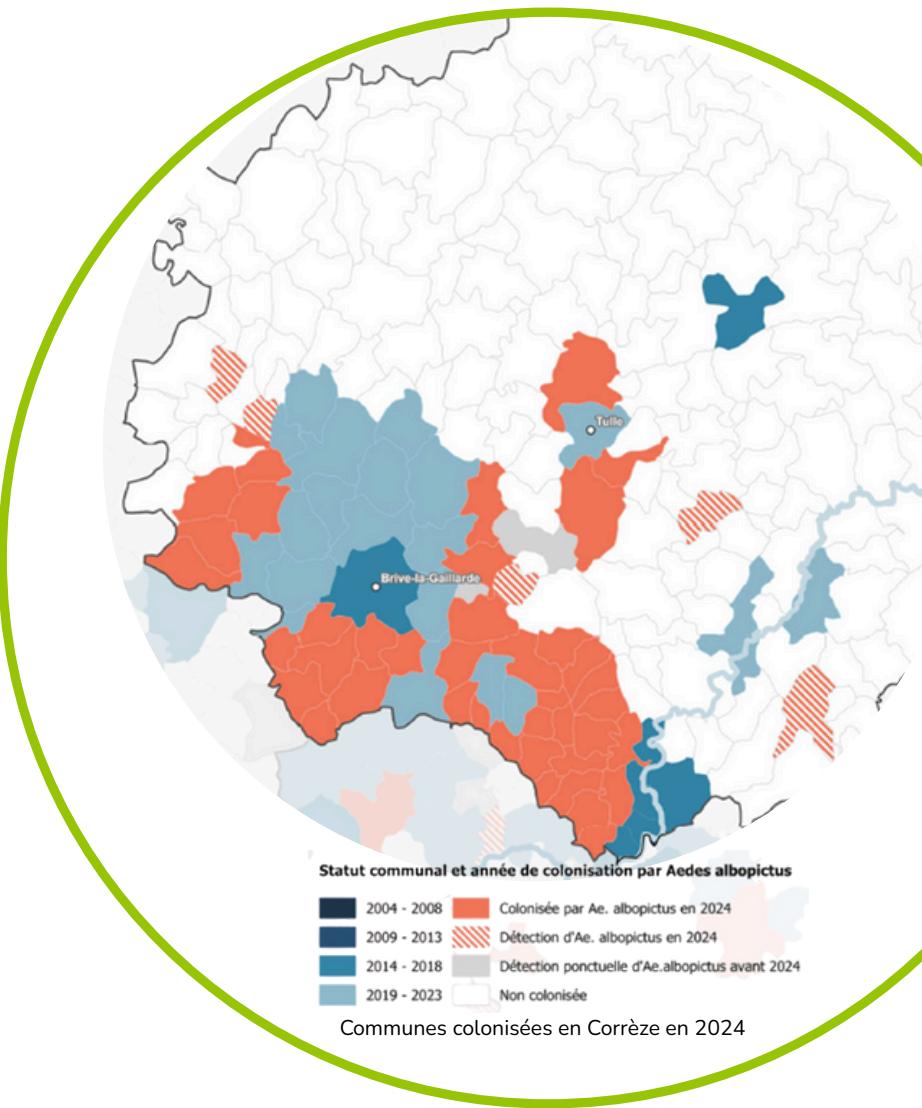 Tulle
Brive-la-Gaillarde
Statut communal et année de colonisation par Aedes albopictus
2004 - 2008
Colonisée par Ae. albopictus en 2024
2009 - 2013
Détection d'Ae. albopictus en 2024
2014 - 2018
Détection ponctuelle d'Ae.albopictus avant 2024
2019 - 2023
Non colonisée
Communes colonisées en Corrèze en 2024